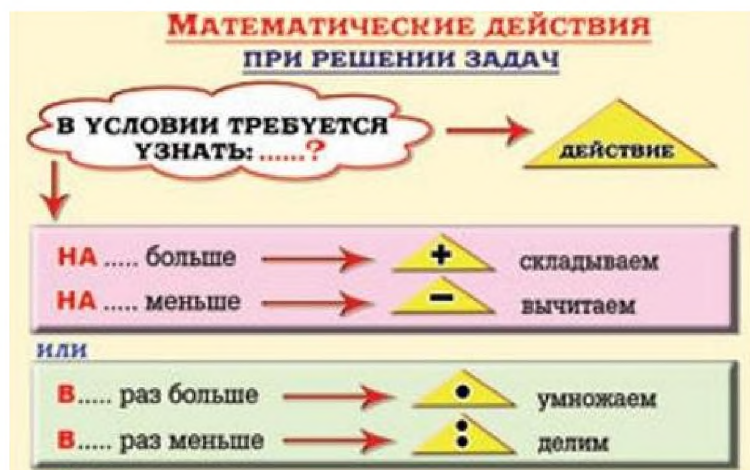 МАТЕМАТИЧЕСКИЕ ДЕЙСТВИЯ
ПРИ РЕШЕНИИ ЗАДАЧ
В УСЛОВИИ ТРЕБУЕТСЯ
УЗНАТЬ: ......?
ДЕЙСТВИЕ
НА ..... больше + складываем
НА ..... меньше − вычитаем
или
В ..... раз больше • умножаем
В ..... раз меньше : делим